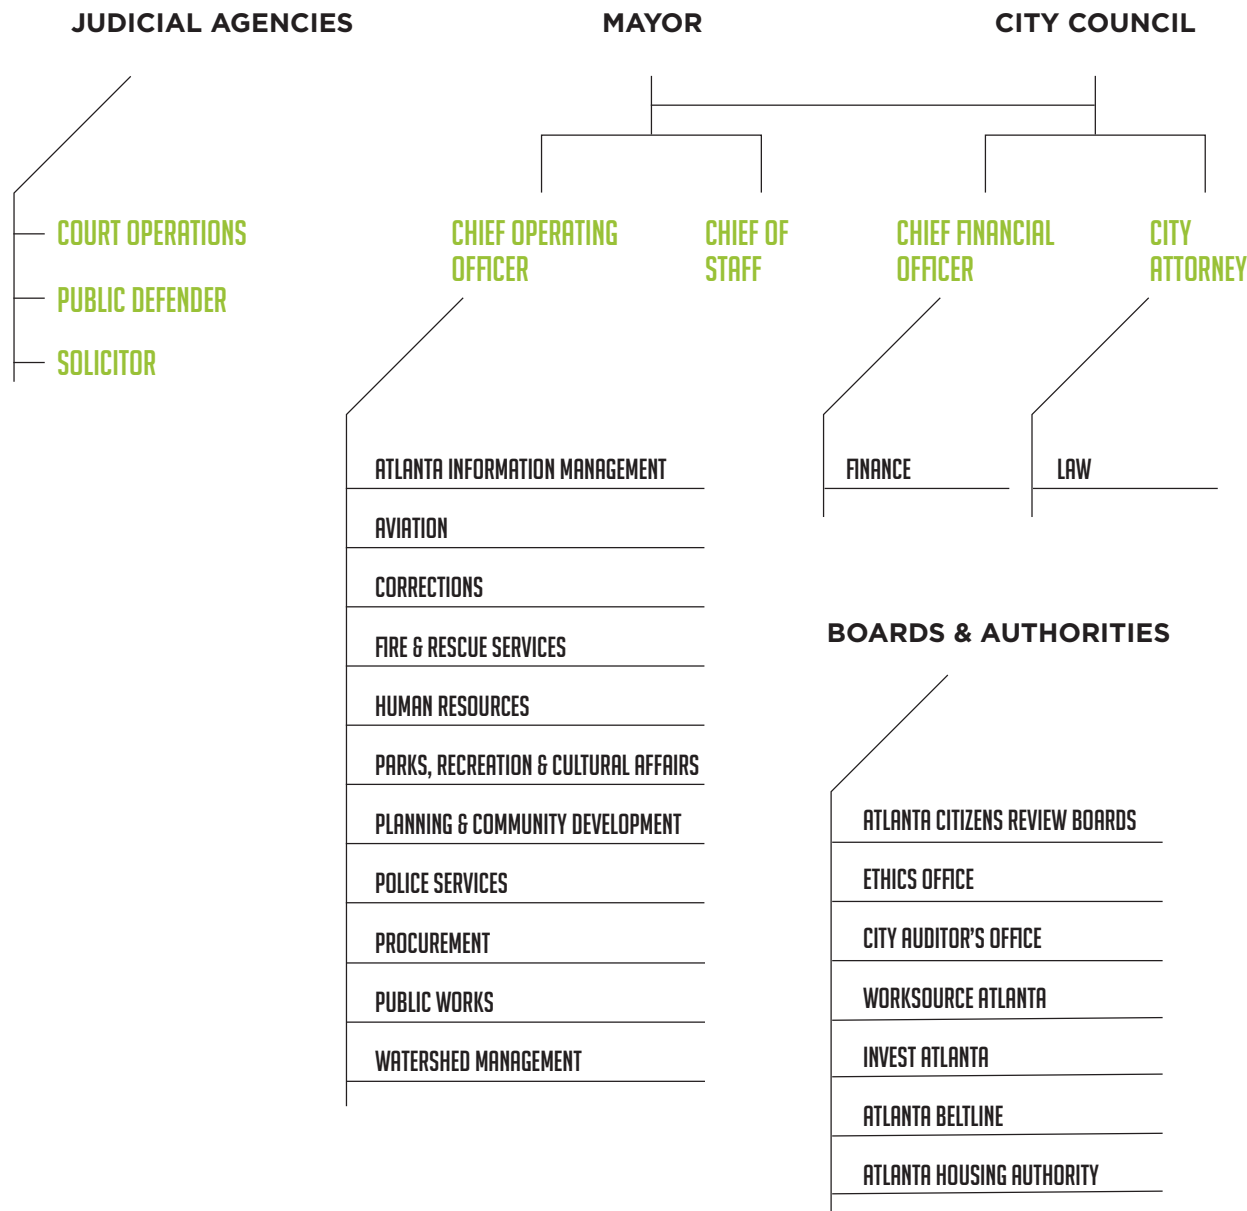 JUDICIAL AGENCIES
MAYOR
CITY COUNCIL
COURT OPERATIONS
PUBLIC DEFENDER
SOLICITOR
CHIEF OPERATING
OFFICER
CHIEF OF
STAFF
CHIEF FINANCIAL
OFFICER
CITY
ATTORNEY
ATLANTA INFORMATION MANAGEMENT
AVIATION
CORRECTIONS
FIRE & RESCUE SERVICES
HUMAN RESOURCES
PARKS, RECREATION & CULTURAL AFFAIRS
PLANNING & COMMUNITY DEVELOPMENT
POLICE SERVICES
PROCUREMENT
PUBLIC WORKS
WATERSHED MANAGEMENT
FINANCE
LAW
BOARDS & AUTHORITIES
ATLANTA CITIZENS REVIEW BOARDS
ETHICS OFFICE
CITY AUDITOR’S OFFICE
WORKSOURCE ATLANTA
INVEST ATLANTA
ATLANTA BELTLINE
ATLANTA HOUSING AUTHORITY